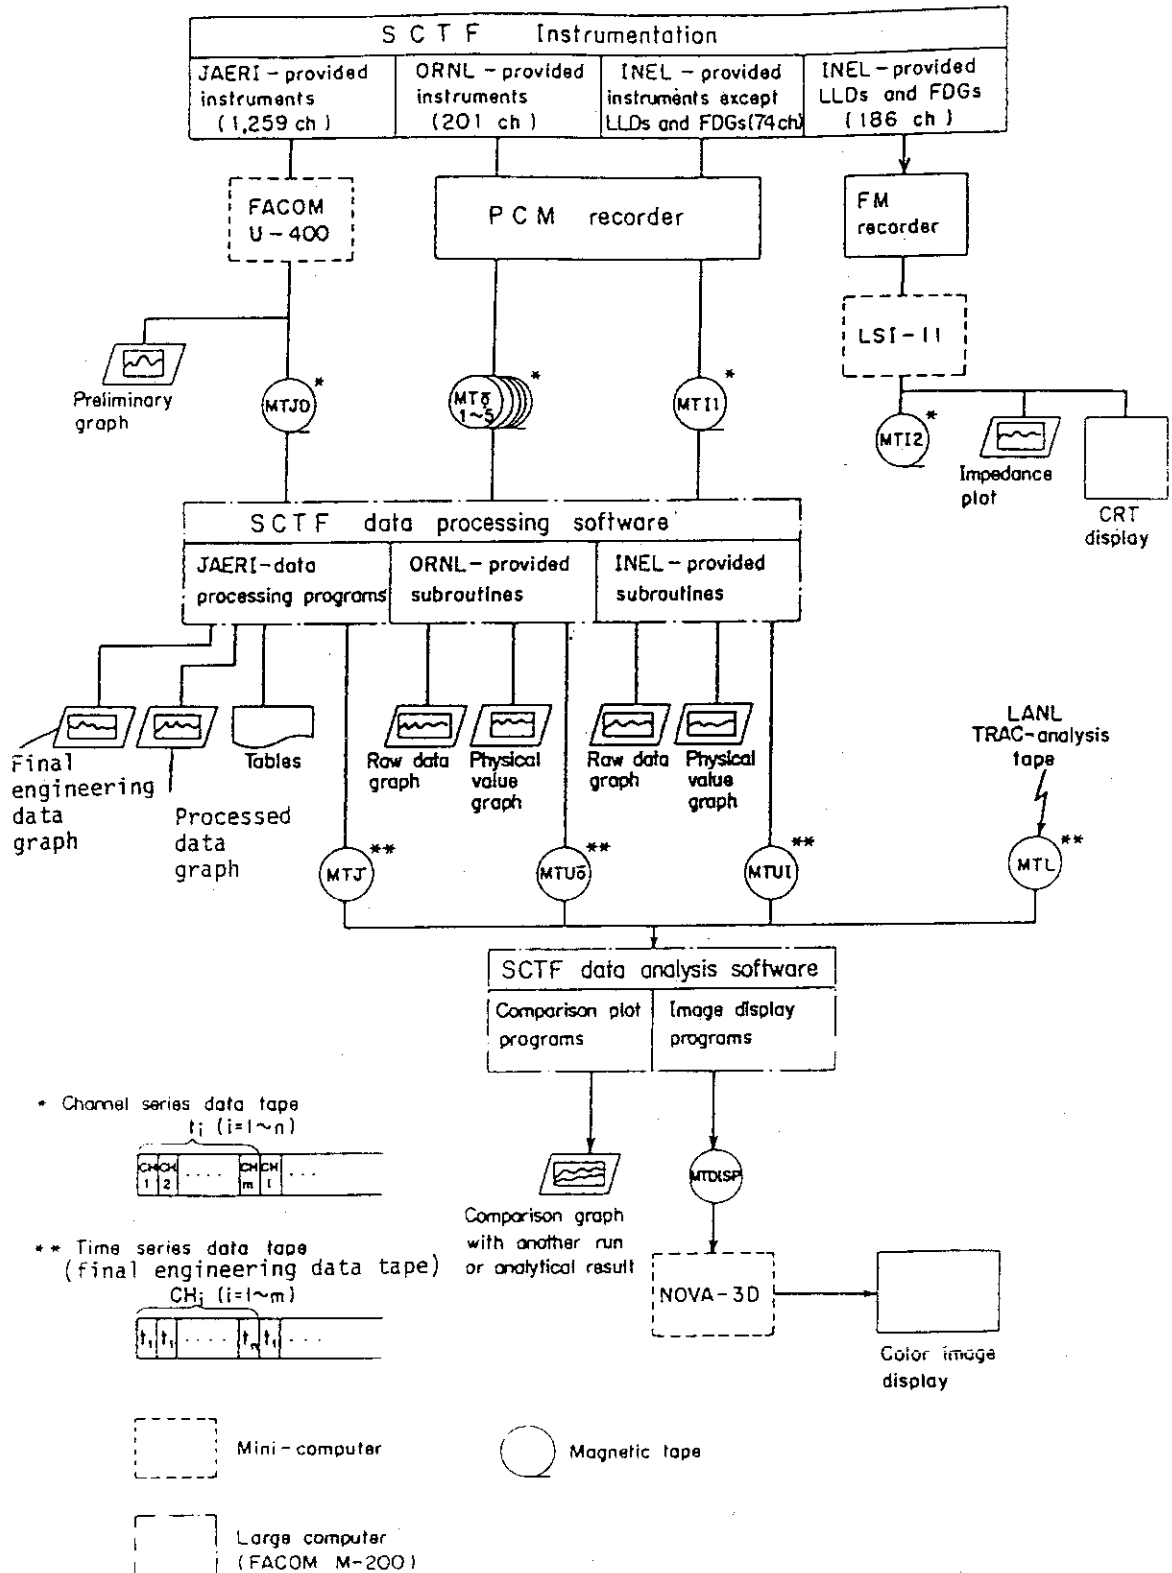 SCTF Instrumentation
JAERI-provided
instruments
(1,259 ch)
ORNL-provided
instruments
(201 ch)
INEL-provided
instruments except
LLDs and FDGs(74ch)
INEL-provided
LLDs and FDGs
(186 ch)
FACOM
U-400
PCM recorder
FM
recorder
LSI-11
Preliminary
graph
MTJD
*
MTŌ
1~5
*
MTI1
*
MTI2
*
Impedance
plot
CRT
display
SCTF data processing software
JAERI-data
processing programs
ORNL-provided
subroutines
INEL-provided
subroutines
Final
engineering
data
graph
Processed
data
graph
Tables
Raw data
graph
Physical
value
graph
Raw data
graph
Physical
value
graph
LANL
TRAC-analysis
tape
MTJ
**
MTUŌ
**
MTUI
**
MTL
**
SCTF data analysis software
Comparison plot
programs
Image display
programs
Comparison graph
with another run
or analytical result
MTDISP
NOVA-3D
Color image
display
* Channel series data tape
ti (i=1~n)
CH 1 CH 2 .... CH m CH 1 ...
** Time series data tape
(final engineering data tape)
CHi (i=1~m)
t1 t1 .... tn t1 ...
Mini-computer
Magnetic tape
Large computer
(FACOM M-200)